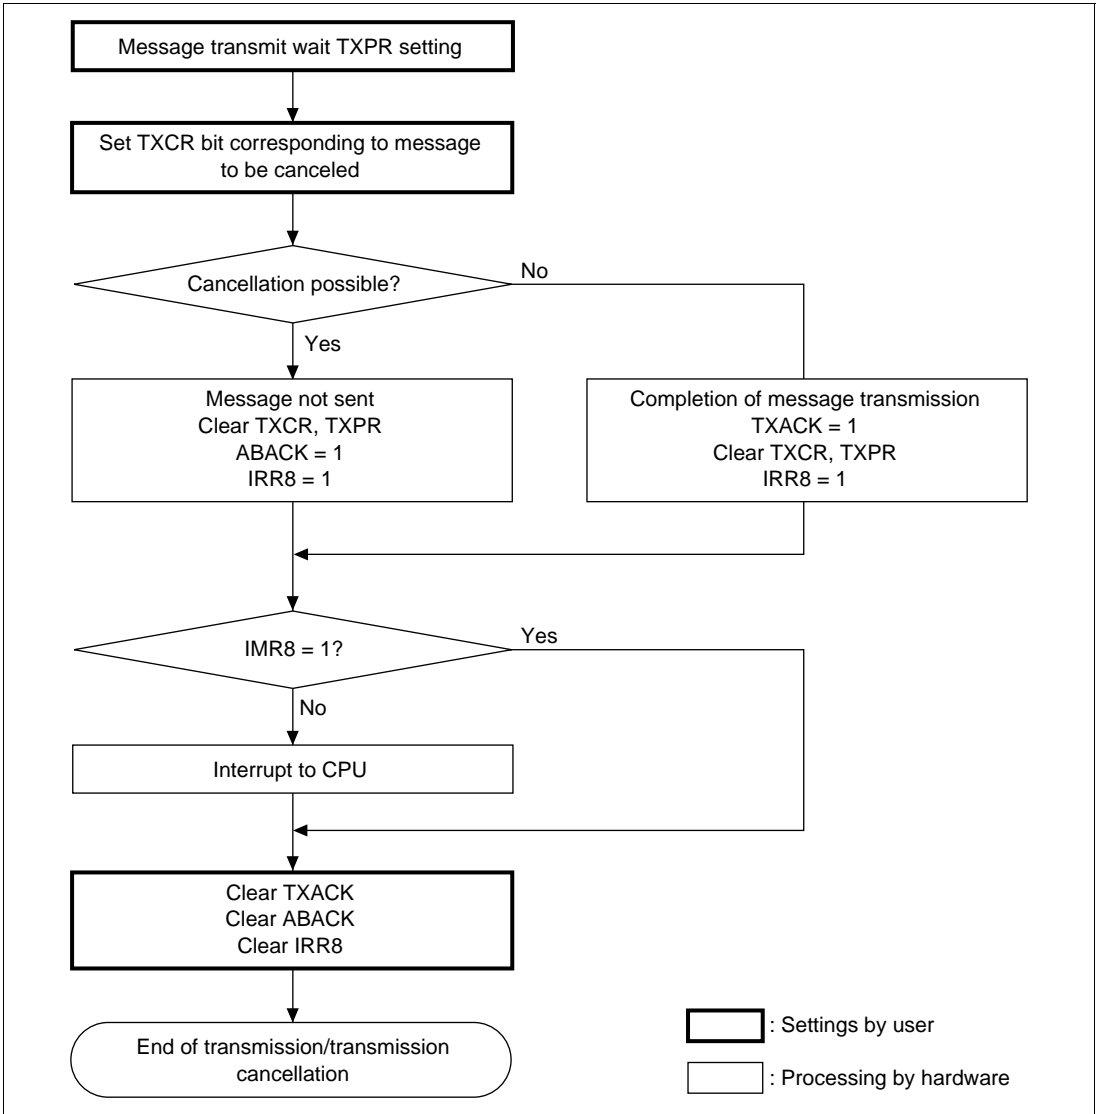 Message transmit wait TXPR setting
Set TXCR bit corresponding to message
to be canceled
Cancellation possible?
No
Yes
Message not sent
Clear TXCR, TXPR
ABACK = 1
IRR8 = 1
Completion of message transmission
TXACK = 1
Clear TXCR, TXPR
IRR8 = 1
IMR8 = 1?
Yes
No
Interrupt to CPU
Clear TXACK
Clear ABACK
Clear IRR8
End of transmission/transmission
cancellation
: Settings by user
: Processing by hardware